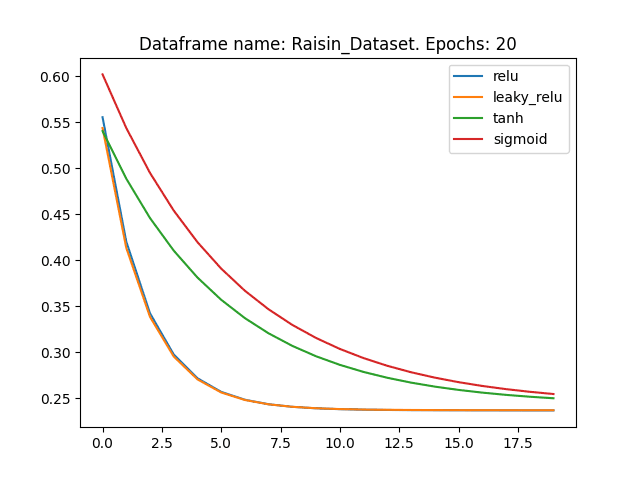 Dataframe name: Raisin_Dataset. Epochs: 20
relu
leaky_relu
tanh
sigmoid
0.60
0.55
0.50
0.45
0.40
0.35
0.30
0.25
0.0 2.5 5.0 7.5 10.0 12.5 15.0 17.5